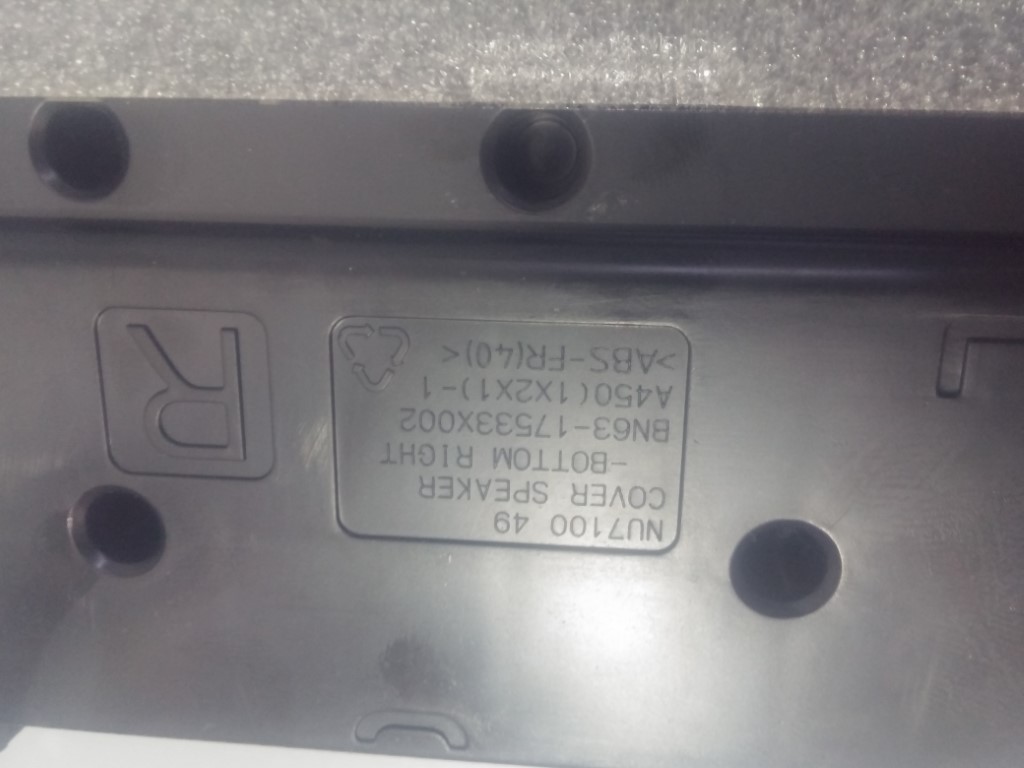 NU7100 49
COVER SPEAKER
-BOTTOM RIGHT
BN63-17533X002
A450(1X2X1)-1
>ABS-FR(40)<
R